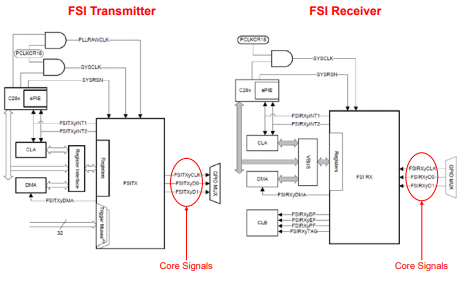 FSI Transmitter
PLLRAWCLK
PCLKCR18
SYSCLK
SYSRSN
C28x
ePIE
FSITXyINT1
FSITXyINT2
CLA
DMA
Register Interface
Registers
FSITX
FSITXyCLK
FSITXyD0
FSITXyD1
GPIO MUX
FSITXyDMA
32
Trigger Muxes
Core Signals
FSI Receiver
PCLKCR18
SYSCLK
SYSRSN
C28x
ePIE
FSIRXyINT1
FSIRXyINT2
CLA
DMA
Registers
FSI RX
FSIRXyCLK
FSIRXyD0
FSIRXyD1
GPIO MUX
FSIRXyDMA
CLB
FSIRXyDF
FSIRXyEF
FSIRXyPF
FSIRXyTAG
Core Signals